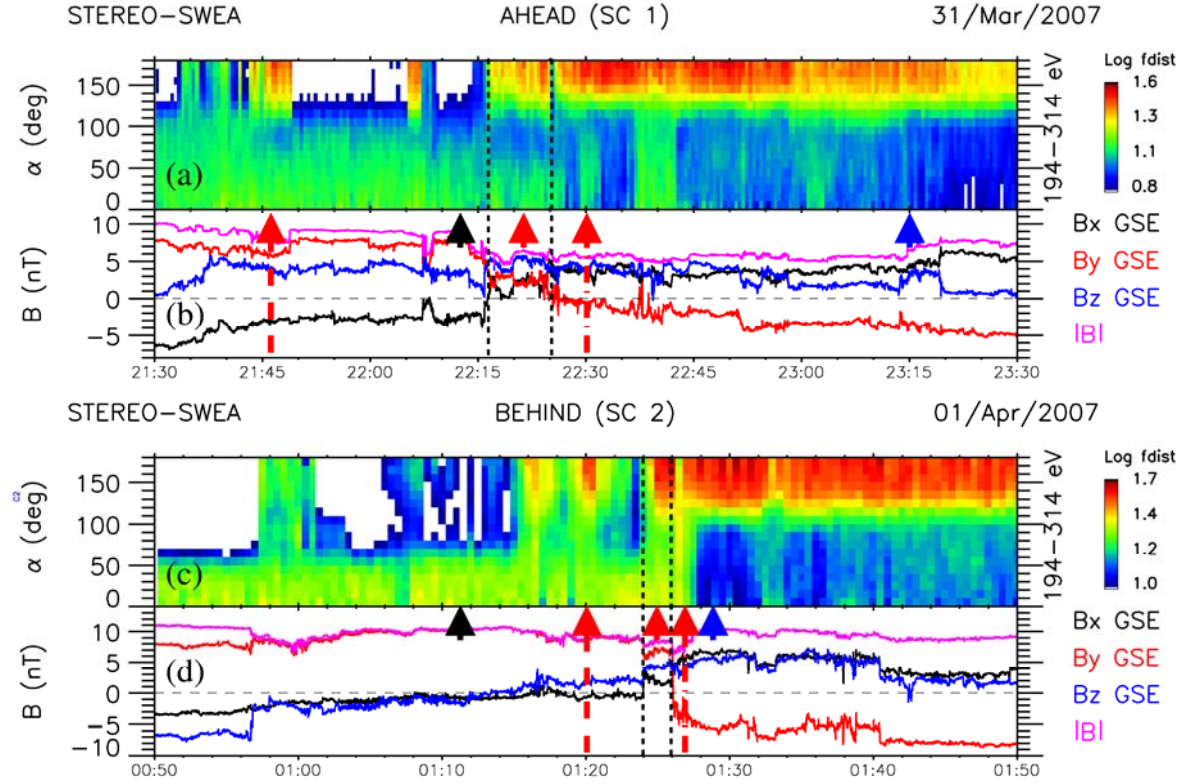 STEREO-SWEA AHEAD (SC 1) 31/Mar/2007
Log fdist
150
100
50
0
α (deg)
(a)
194-314 eV
1.6
1.3
1.1
0.8
10
5
0
-5
B (nT)
(b)
Bx GSE
By GSE
Bz GSE
|B|
21:30 21:45 22:00 22:15 22:30 22:45 23:00 23:15 23:30
STEREO-SWEA BEHIND (SC 2) 01/Apr/2007
Log fdist
150
100
50
0
α (deg C2)
(c)
194-314 eV
1.7
1.4
1.2
1.0
10
5
0
-5
-10
B (nT)
(d)
Bx GSE
By GSE
Bz GSE
|B|
00:50 01:00 01:10 01:20 01:30 01:40 01:50